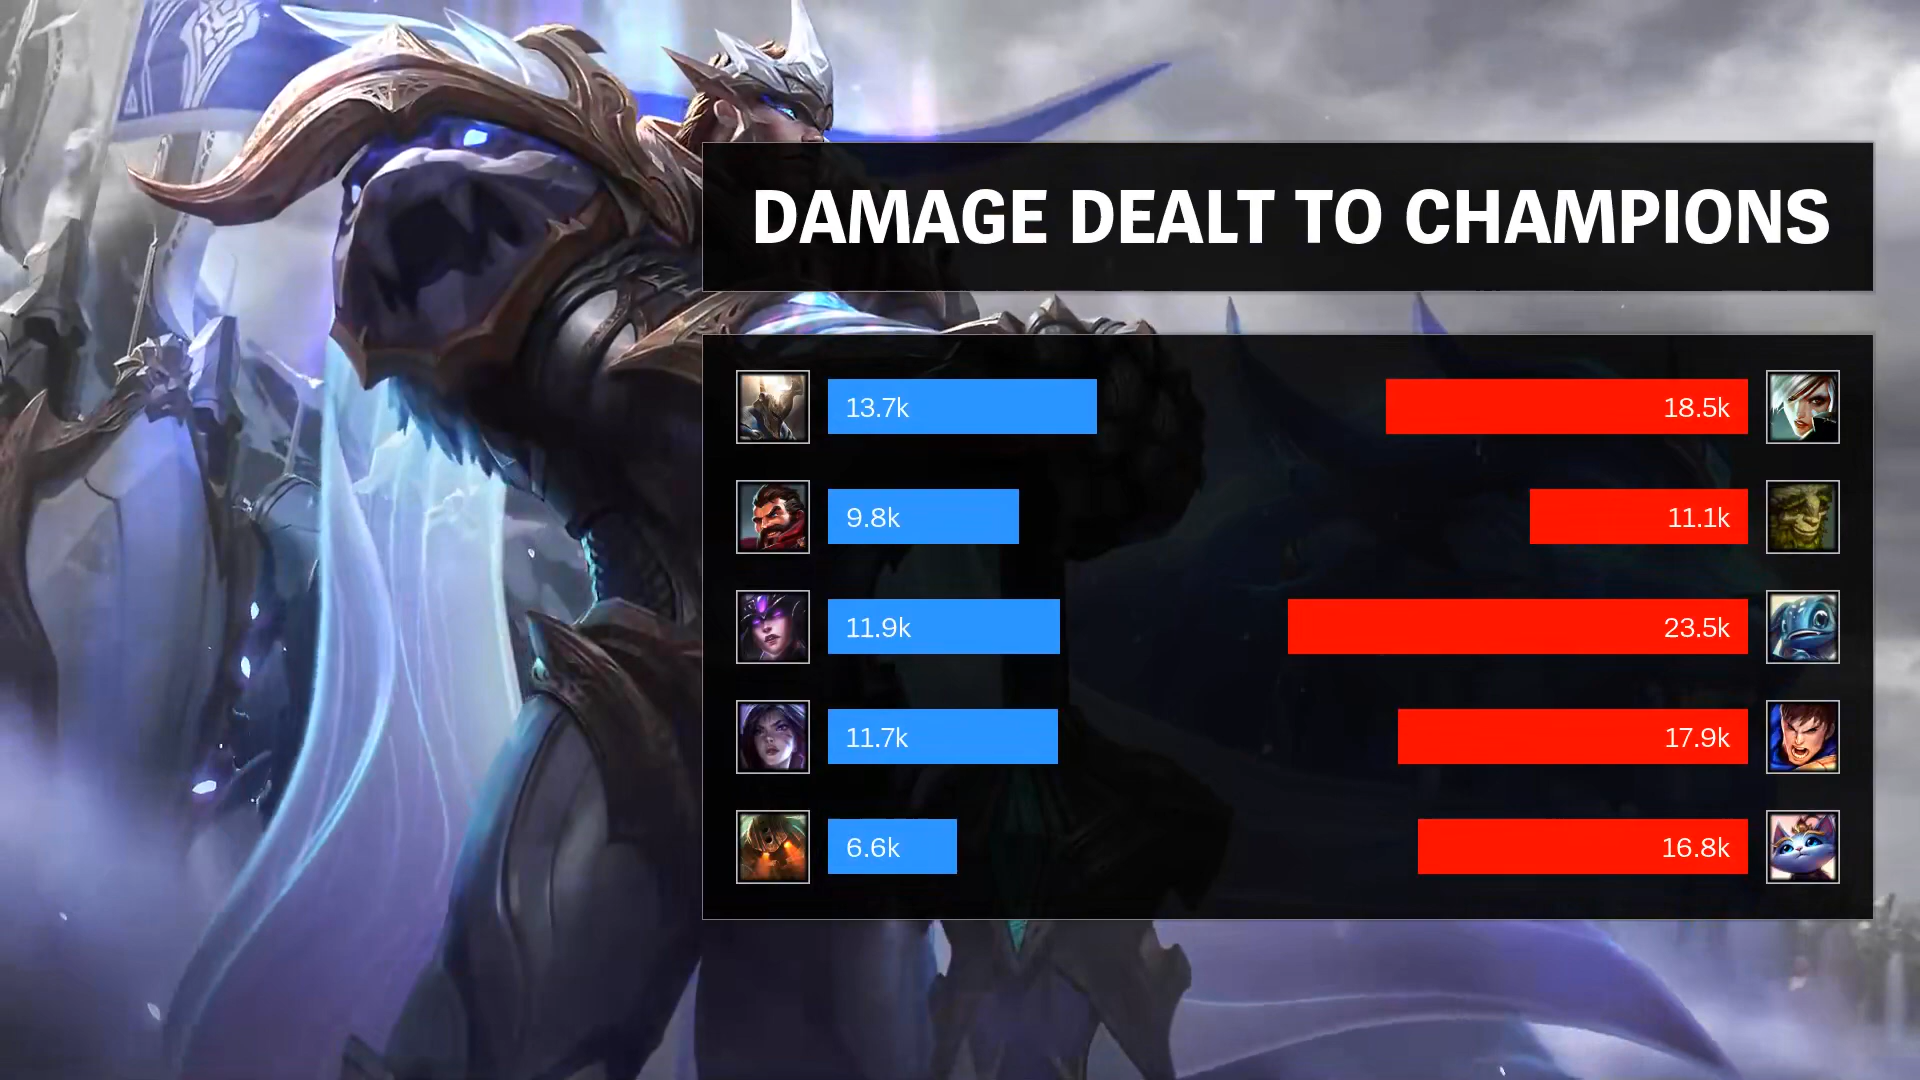 DAMAGE DEALT TO CHAMPIONS
13.7k 18.5k
9.8k 11.1k
11.9k 23.5k
11.7k 17.9k
6.6k 16.8k